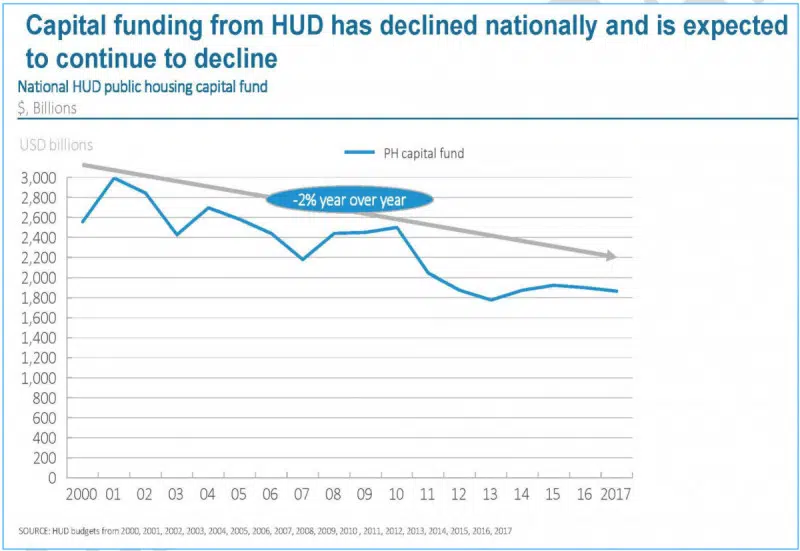 Capital funding from HUD has declined nationally and is expected
to continue to decline
National HUD public housing capital fund
$, Billions
USD billions
PH capital fund
-2% year over year
3,000
2,800
2,600
2,400
2,200
2,000
1,800
1,600
1,400
1,200
1,000
800
600
400
200
0
2000 01 02 03 04 05 06 07 08 09 10 11 12 13 14 15 16 2017
SOURCE: HUD budgets from 2000, 2001, 2002, 2003, 2004, 2005, 2006, 2007, 2008, 2009, 2010 , 2011, 2012, 2013, 2014, 2015, 2016, 2017